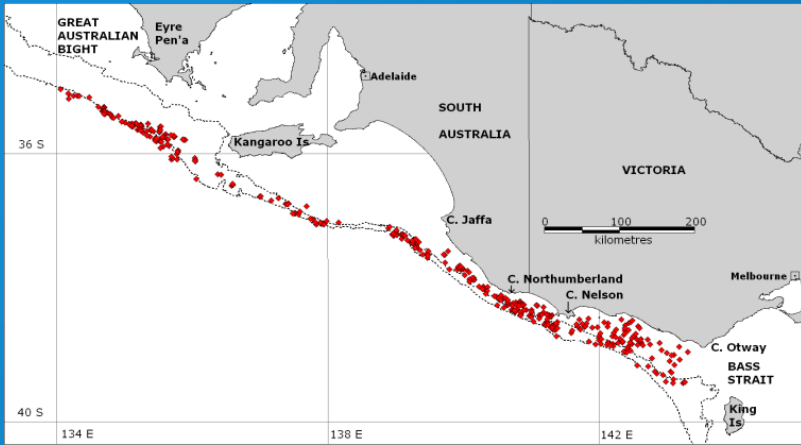 GREAT
AUSTRALIAN
BIGHT
Eyre
Pen'a
Adelaide
SOUTH
AUSTRALIA
36 S
Kangaroo Is
VICTORIA
C. Jaffa
0 100 200
kilometres
C. Northumberland
Melbourne
C. Nelson
C. Otway
BASS
STRAIT
King
Is
40 S
134 E
138 E
142 E